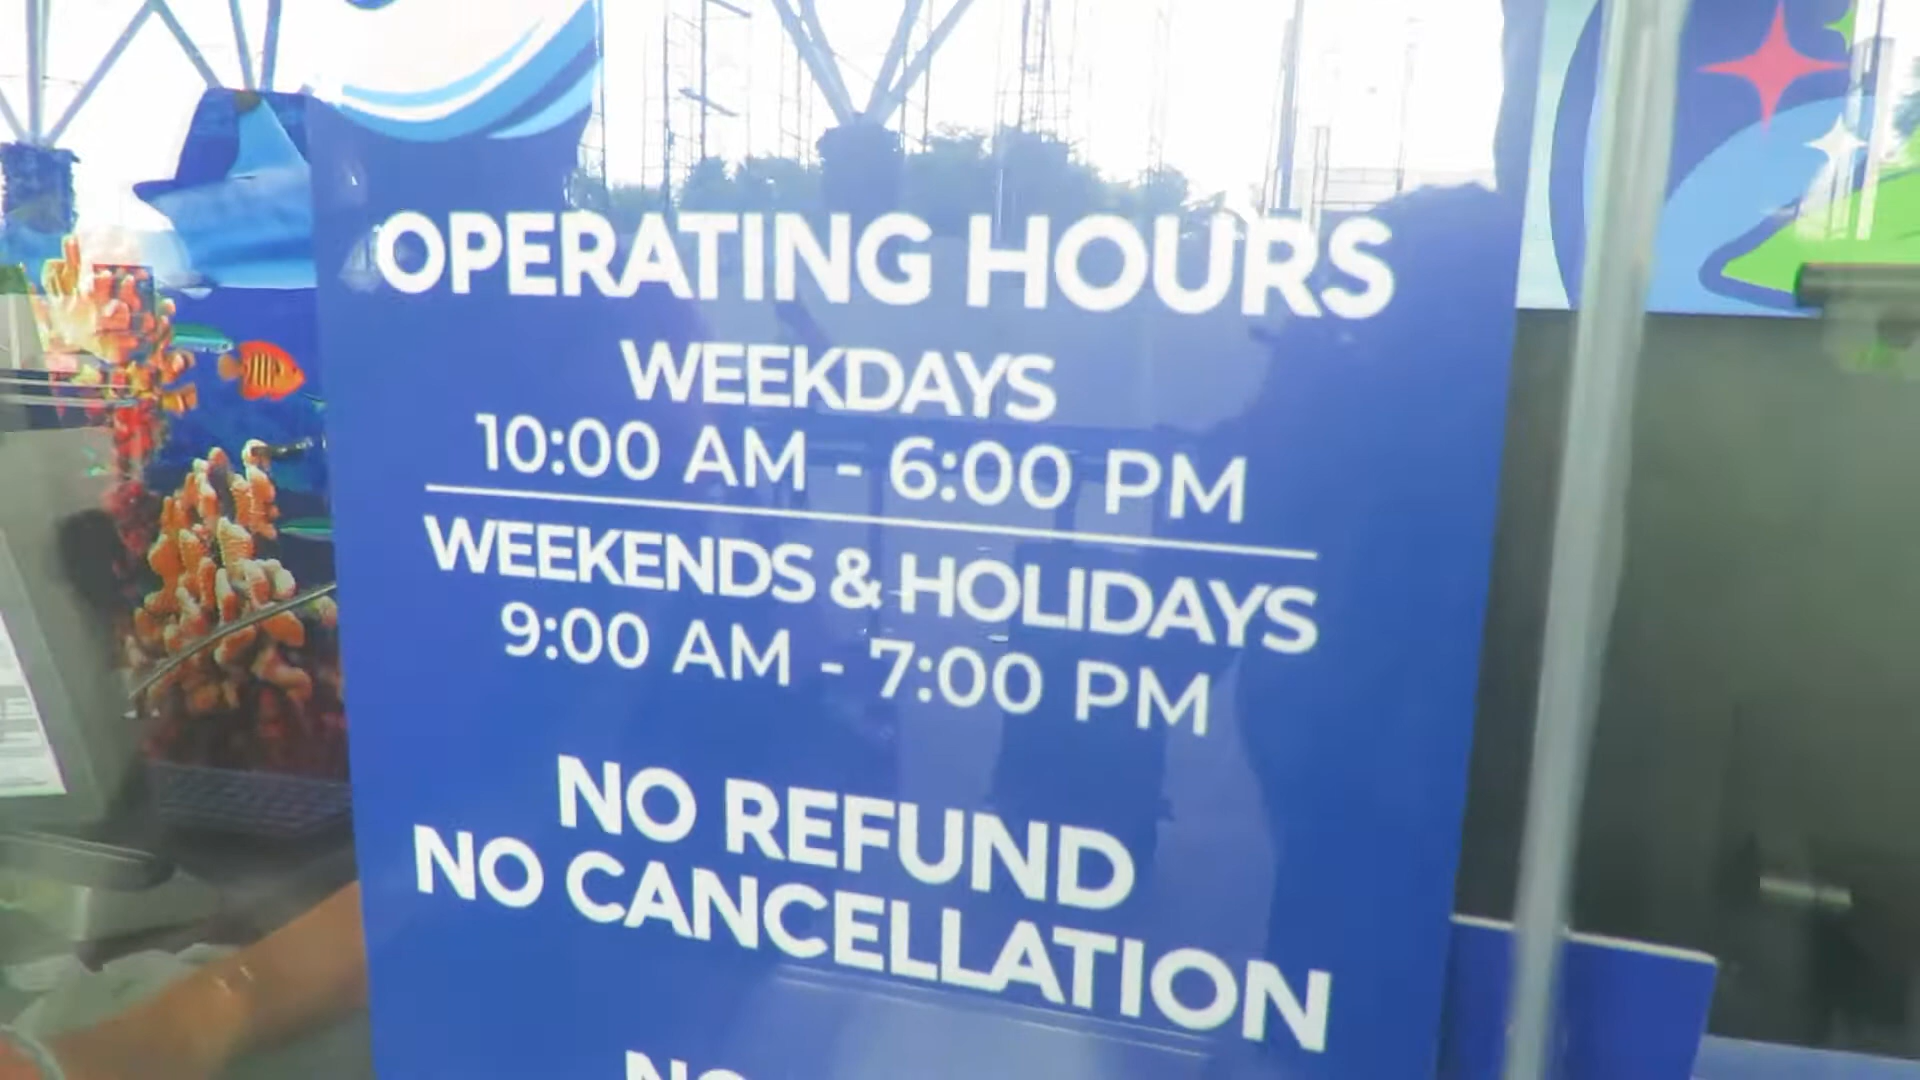 OPERATING HOURS
WEEKDAYS
10:00 AM - 6:00 PM
WEEKENDS & HOLIDAYS
9:00 AM - 7:00 PM
NO REFUND
NO CANCELLATION
NO